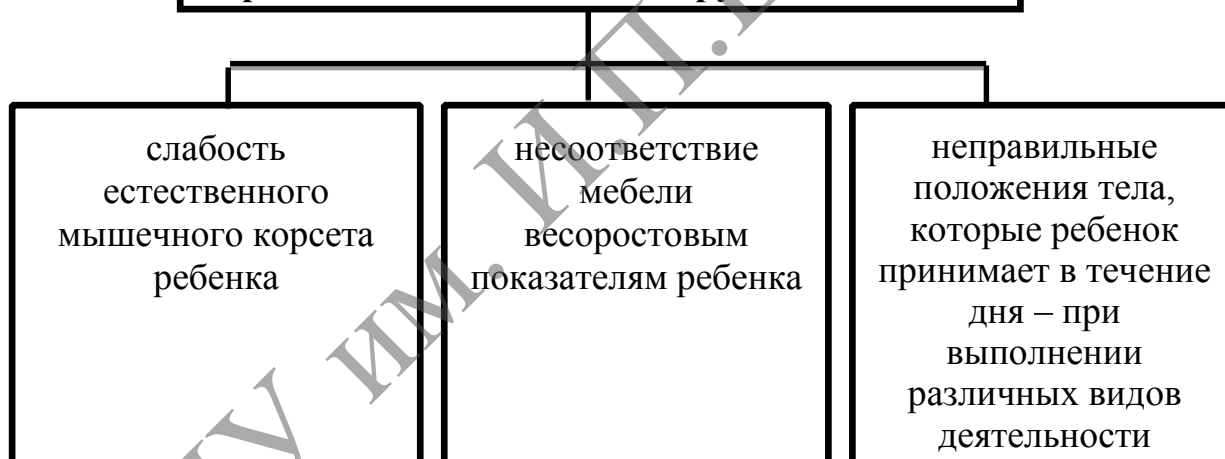 слабость
естественного
мышечного корсета
ребенка
несоответствие
мебели
весоростовым
показателям ребенка
неправильные
положения тела,
которые ребенок
принимает в течение
дня – при
выполнении
различных видов
деятельности
У им. И.П.